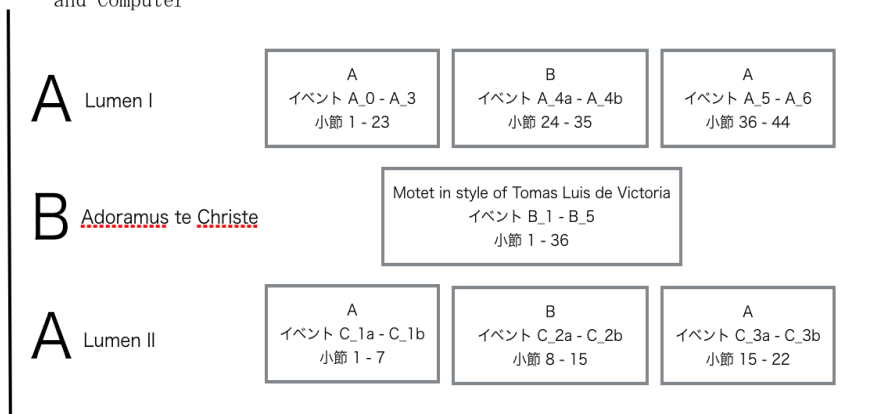 and Computer
A Lumen I
A
イベント A_0 - A_3
小節 1 - 23
B
イベント A_4a - A_4b
小節 24 - 35
A
イベント A_5 - A_6
小節 36 - 44
B Adoramus te Christe
Motet in style of Tomas Luis de Victoria
イベント B_1 - B_5
小節 1 - 36
A Lumen II
A
イベント C_1a - C_1b
小節 1 - 7
B
イベント C_2a - C_2b
小節 8 - 15
A
イベント C_3a - C_3b
小節 15 - 22